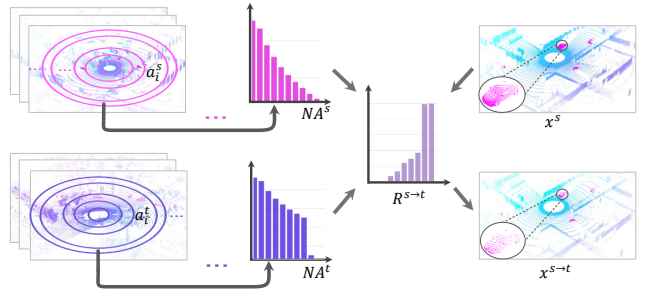 a_i^s
NA^s
x^s
R^{s→t}
a_i^t
NA^t
x^{s→t}